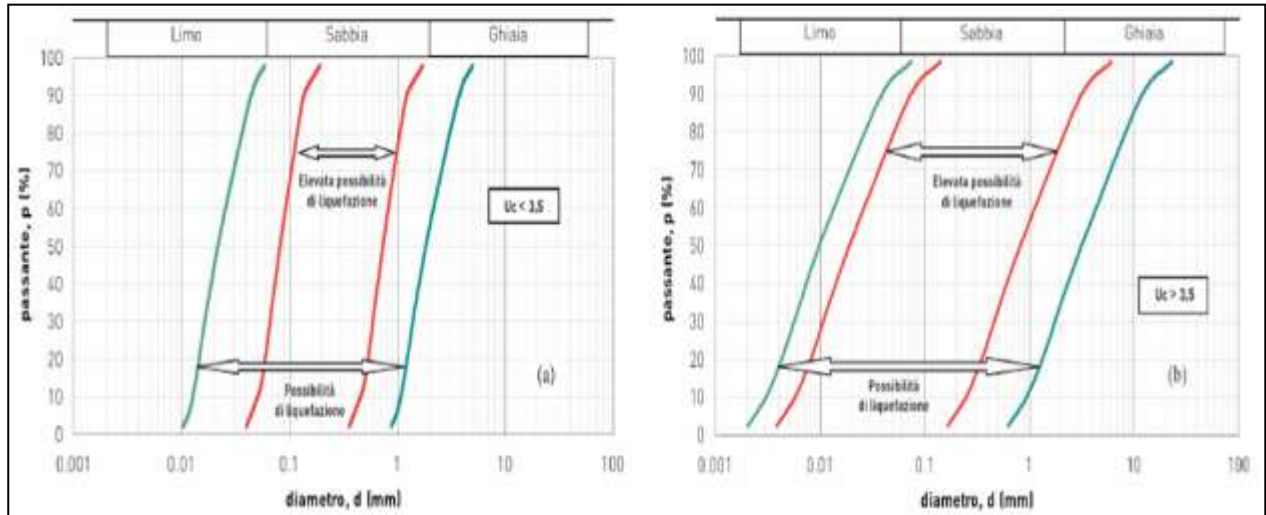 Limo Sabbia Ghiaia
100
90
80
70
60
50
40
30
20
10
0
passante, p (%)
Elevata possibilità
di liquefazione
Uc < 3,5
Possibilità
di liquefazione
(a)
0.001 0.01 0.1 1 10 100
diametro, d (mm)
Limo Sabbia Ghiaia
100
90
80
70
60
50
40
30
20
10
0
passante, p (%)
Elevata possibilità
di liquefazione
Uc > 3,5
Possibilità
di liquefazione
(b)
0.001 0.01 0.1 1 10 100
diametro, d (mm)